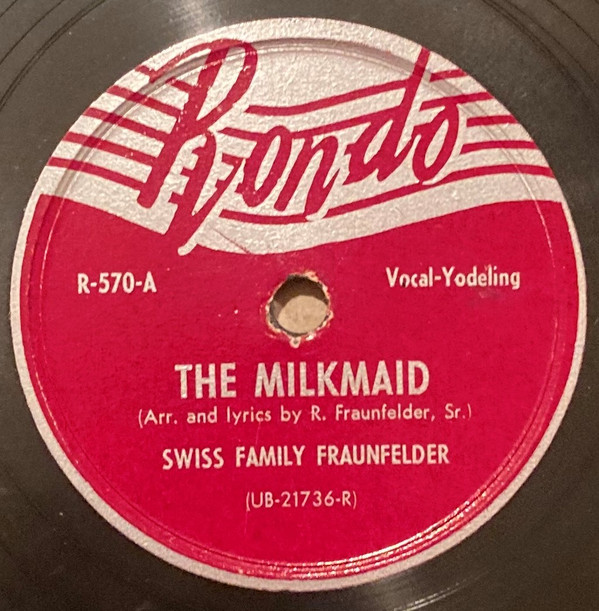 Rondo
R-570-A
Vocal-Yodeling
THE MILKMAID
(Arr. and lyrics by R. Fraunfelder, Sr.)
SWISS FAMILY FRAUNFELDER
(UB-21736-R)